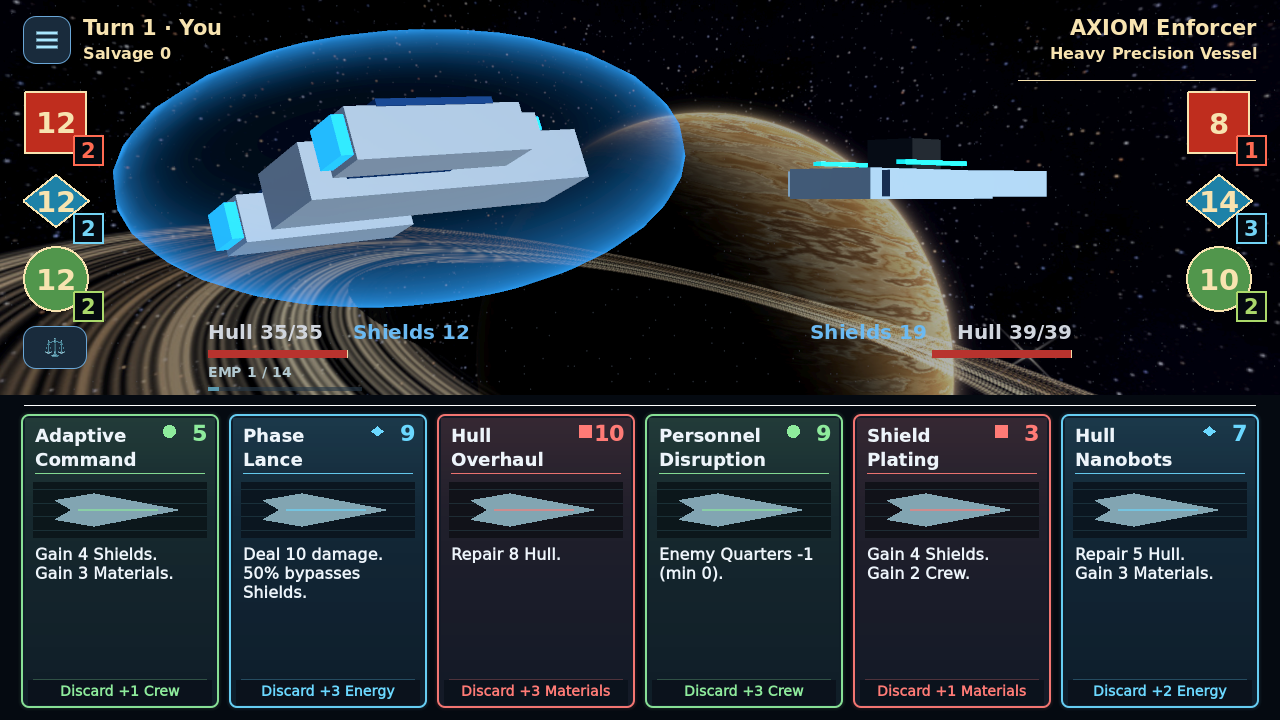 Turn 1 · You
Salvage 0
AXIOM Enforcer
Heavy Precision Vessel
12
2
12
2
12
2
8
1
14
3
10
2
Hull 35/35 Shields 12
EMP 1 / 14
Shields 19 Hull 39/39
Adaptive Command
5
Gain 4 Shields.
Gain 3 Materials.
Discard +1 Crew
Phase Lance
9
Deal 10 damage.
50% bypasses
Shields.
Discard +3 Energy
Hull Overhaul
10
Repair 8 Hull.
Discard +3 Materials
Personnel Disruption
9
Enemy Quarters -1
(min 0).
Discard +3 Crew
Shield Plating
3
Gain 4 Shields.
Gain 2 Crew.
Discard +1 Materials
Hull Nanobots
7
Repair 5 Hull.
Gain 3 Materials.
Discard +2 Energy